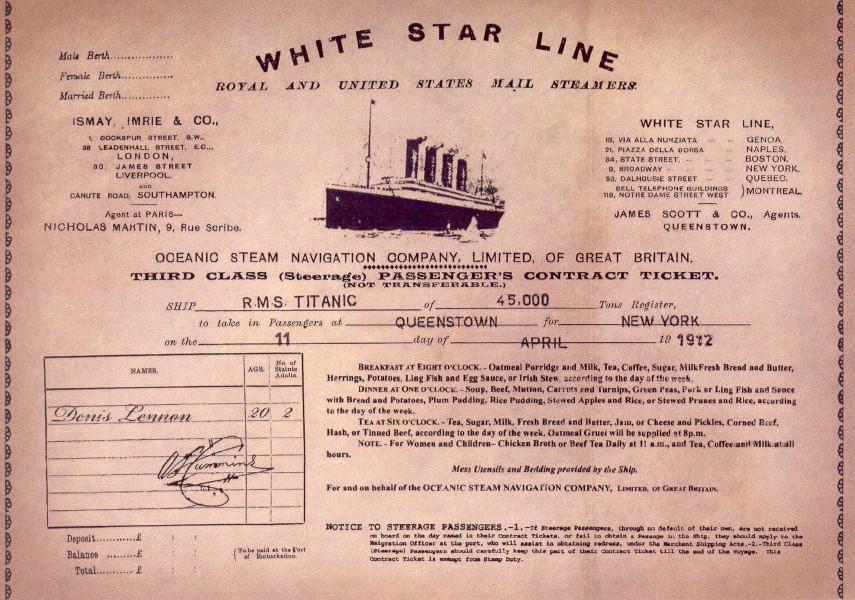 WHITE STAR LINE
ROYAL AND UNITED STATES MAIL STEAMERS.
Male Berth..................
Female Berth...............
Married Berth..............
ISMAY, IMRIE & CO.,
1, COCKSPUR STREET, S.W.,
38 LEADENHALL STREET, E.C.,
LONDON,
30, JAMES STREET
LIVERPOOL.
AND
CANUTE ROAD, SOUTHAMPTON.
Agent at PARIS—
NICHOLAS MARTIN, 9, Rue Scribe.
WHITE STAR LINE,
15, VIA ALLA NUNZIATA ... ... GENOA.
21, PIAZZA DELLA BORSA ... NAPLES.
84, STATE STREET, ... ... ... BOSTON.
9, BROADWAY ... ... ... ... NEW YORK.
53, DALHOUSIE STREET ... ... QUEBEC.
BELL TELEPHONE BUILDINGS
118, NOTRE DAME STREET WEST } MONTREAL.
JAMES SCOTT & CO., Agents.
QUEENSTOWN.
OCEANIC STEAM NAVIGATION COMPANY, LIMITED, OF GREAT BRITAIN.
THIRD CLASS (Steerage) PASSENGER'S CONTRACT TICKET.
(NOT TRANSFERABLE.)
SHIP R.M.S. TITANIC of 45,000 Tons Register,
to take in Passengers at QUEENSTOWN for NEW YORK
on the 11 day of APRIL 19 1912
NAMES. AGE. No. of Statute Adults.
Denis Lennon 20 2
Deposit............£ : :
Balance .........£ : :
Total...........£ : :
(To be paid at the Port
of Embarkation.
BREAKFAST AT EIGHT O'CLOCK. - Oatmeal Porridge and Milk, Tea, Coffee, Sugar, Milk Fresh Bread and Butter,
Herrings, Potatoes, Ling Fish and Egg Sauce, or Irish Stew, according to the day of the week.
DINNER AT ONE O'CLOCK. - Soup, Beef, Mutton, Carrots and Turnips, Green Peas, Pork or Ling Fish and Sauce
with Bread and Potatoes, Plum Pudding, Rice Pudding, Stewed Apples and Rice, or Stewed Prunes and Rice, according
to the day of the week.
TEA AT SIX O'CLOCK. - Tea, Sugar, Milk, Fresh Bread and Butter, Jam, or Cheese and Pickles, Corned Beef,
Hash, or Tinned Beef, according to the day of the week. Oatmeal Gruel will be supplied at 8p.m.
NOTE. - For Women and Children- Chicken Broth or Beef Tea Daily at 11 a.m., and Tea, Coffee and Milk at all
hours.
Mess Utensils and Bedding provided by the Ship.
For and on behalf of the OCEANIC STEAM NAVIGATION COMPANY, LIMITED, OF GREAT BRITAIN.
NOTICE TO STEERAGE PASSENGERS.-1.-If Steerage Passengers, through no default of their own, are not received
on board on the day named in their Contract Tickets, or fail to obtain a Passage in the Ship, they should apply to the
Emigration Officer at the port, who will assist in obtaining redress, under the Merchant Shipping Acts.-2.-Third Class
(Steerage) Passengers should carefully keep this part of their Contract Ticket till the end of the Voyage. This
Contract Ticket is exempt from Stamp Duty.